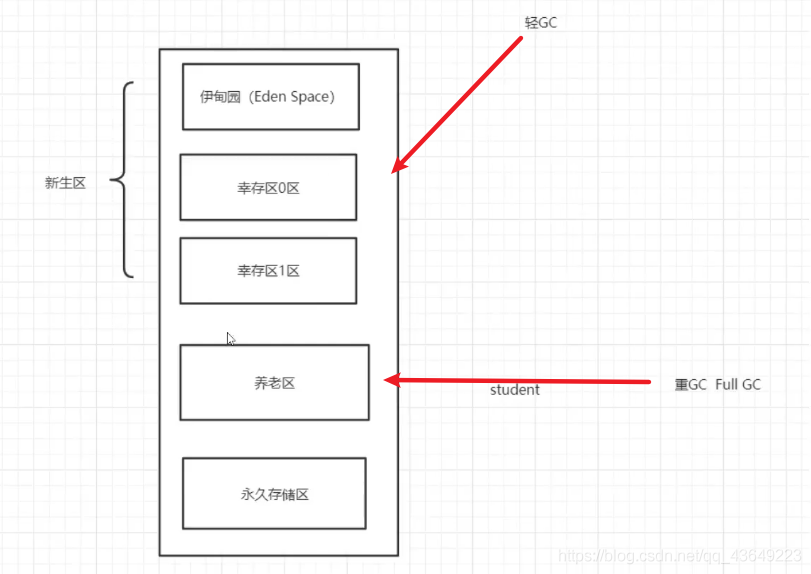 轻GC
伊甸园（Eden Space）
新生区
幸存区0区
幸存区1区
养老区
student
重GC Full GC
永久存储区
https://blog.csdn.net/qq_43649223